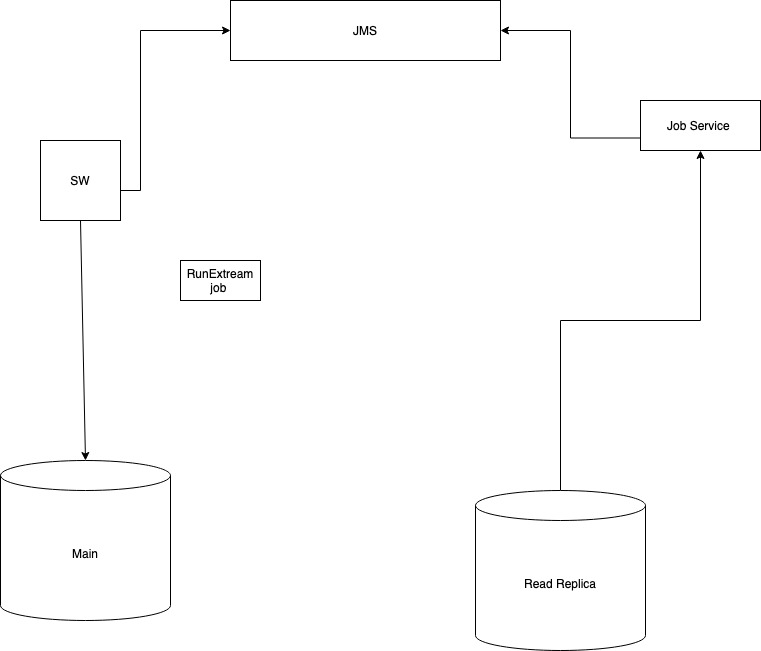 JMS
Job Service
SW
RunExtream
job
Main
Read Replica